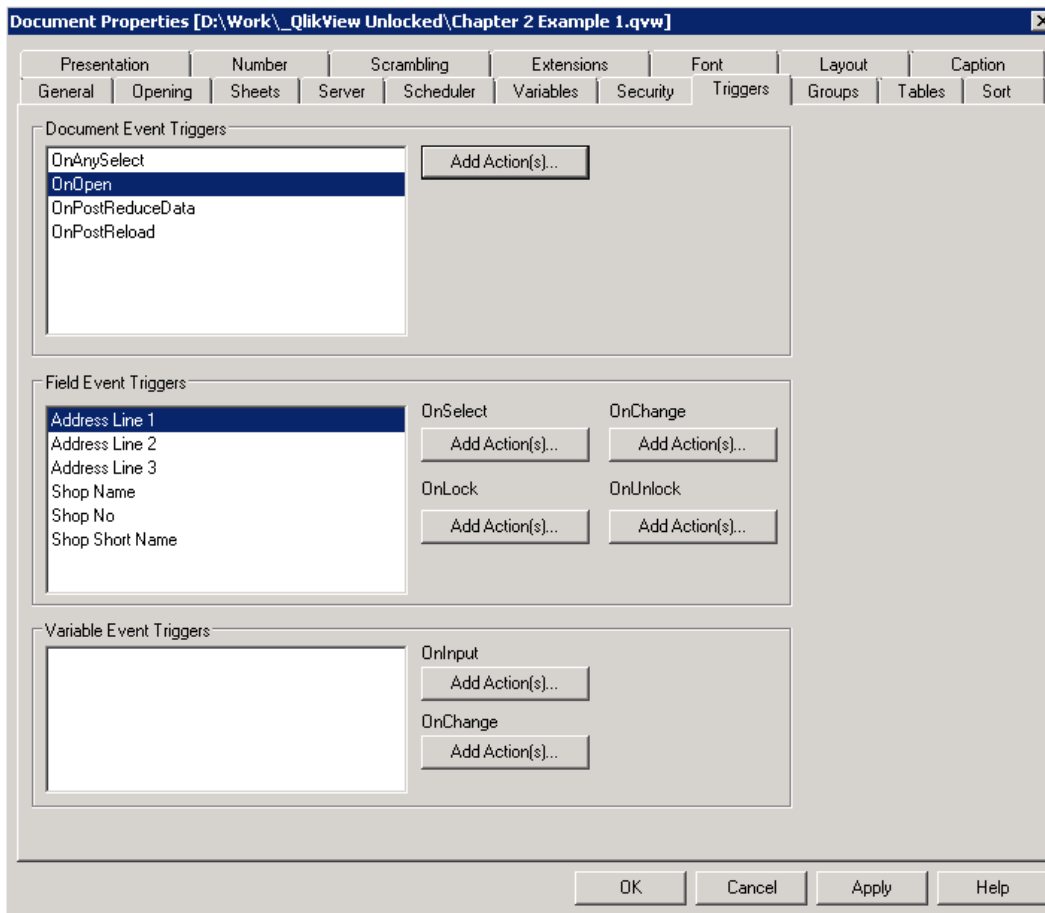 Document Properties [D:\Work\_QlikView Unlocked\Chapter 2 Example 1.qvw]
Presentation Number Scrambling Extensions Font Layout Caption
General Opening Sheets Server Scheduler Variables Security Triggers Groups Tables Sort
Document Event Triggers
OnAnySelect
Add Action(s)...
OnOpen
OnPostReduceData
OnPostReload
Field Event Triggers
Address Line 1
Address Line 2
Address Line 3
Shop Name
Shop No
Shop Short Name
OnSelect OnChange
Add Action(s)... Add Action(s)...
OnLock OnUnlock
Add Action(s)... Add Action(s)...
Variable Event Triggers
OnInput
Add Action(s)...
OnChange
Add Action(s)...
OK Cancel Apply Help